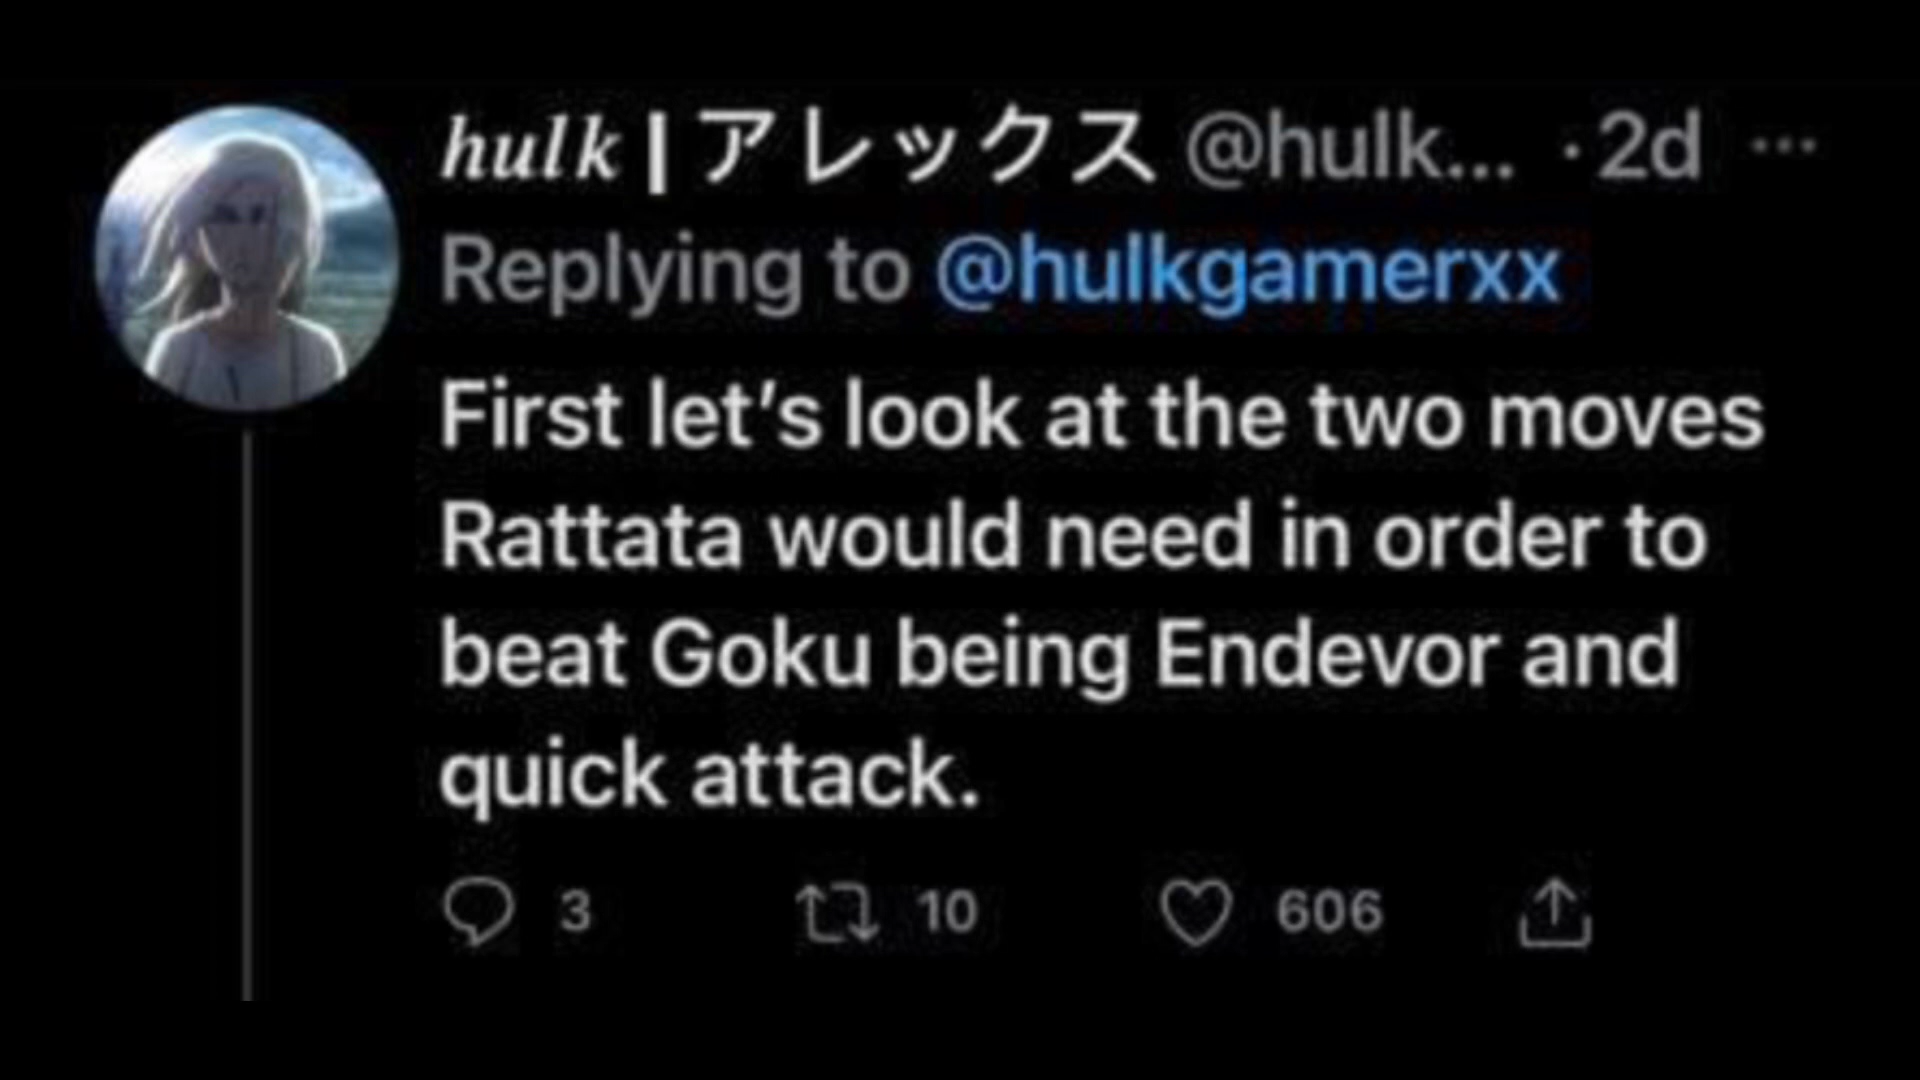 hulk | アレックス @hulk... · 2d ...
Replying to @hulkgamerxx
First let’s look at the two moves
Rattata would need in order to
beat Goku being Endevor and
quick attack.
3 10 606